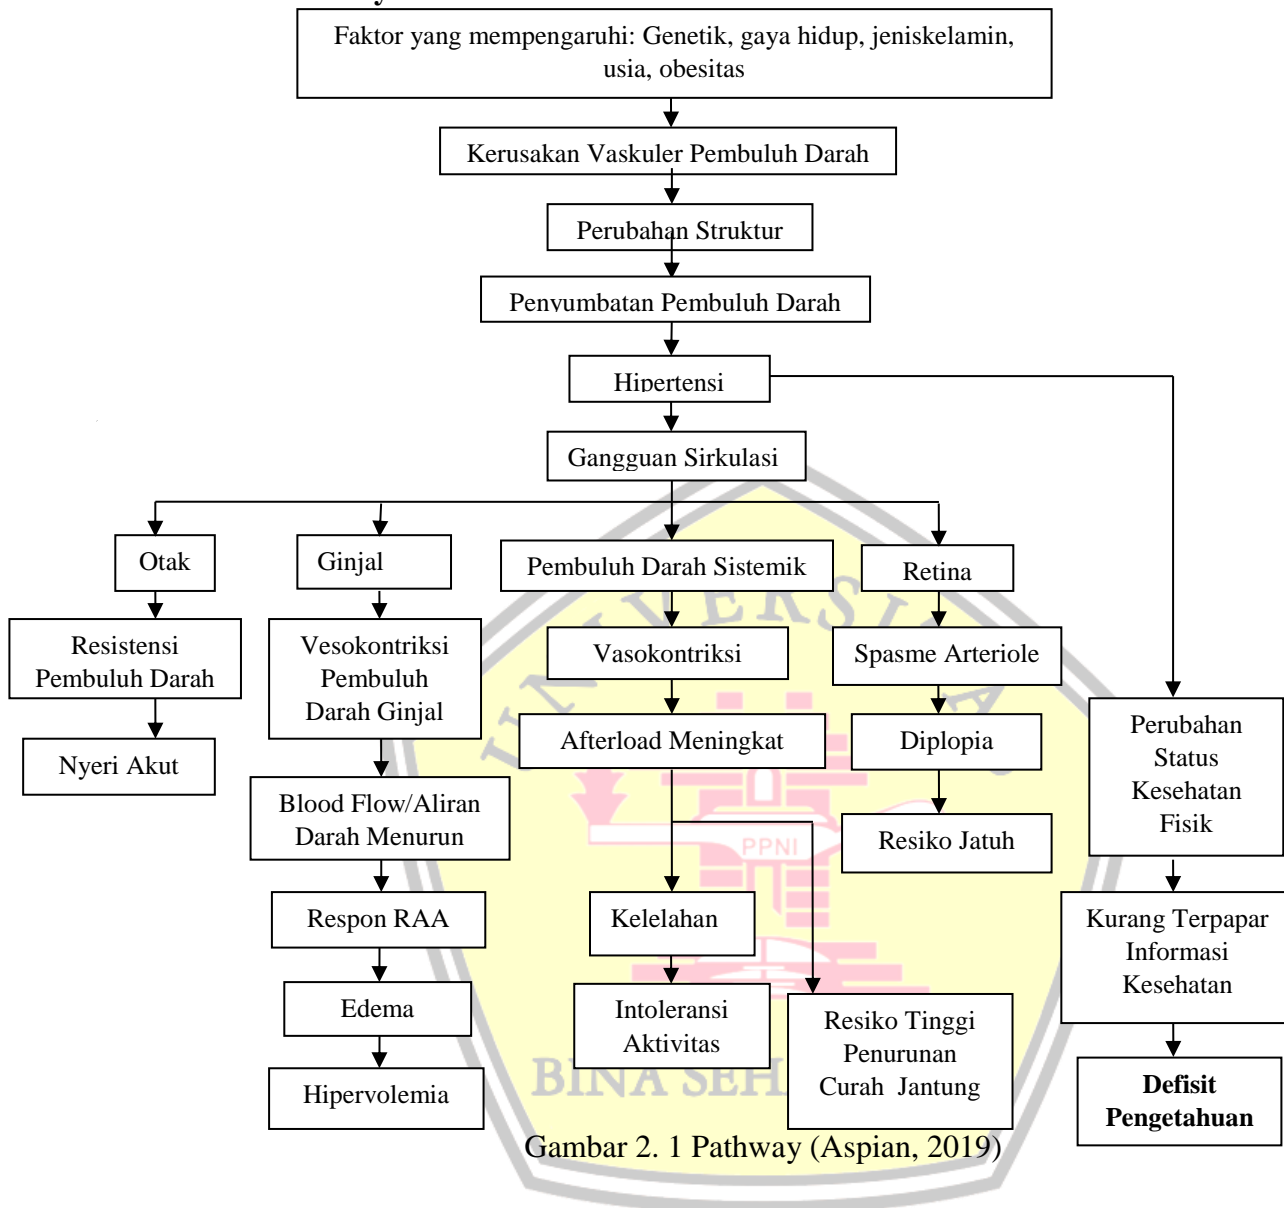 Faktor yang mempengaruhi: Genetik, gaya hidup, jeniskelamin,
usia, obesitas
Kerusakan Vaskuler Pembuluh Darah
Perubahan Struktur
Penyumbatan Pembuluh Darah
Hipertensi
Gangguan Sirkulasi
Otak
Ginjal
Pembuluh Darah Sistemik
Retina
Resistensi
Pembuluh Darah
Vesokontriksi
Pembuluh
Darah Ginjal
Vasokontriksi
Spasme Arteriole
Perubahan
Status
Kesehatan
Fisik
Nyeri Akut
Afterload Meningkat
Diplopia
Blood Flow/Aliran
Darah Menurun
Resiko Jatuh
Respon RAA
Kelelahan
Kurang Terpapar
Informasi
Kesehatan
Edema
Intoleransi
Aktivitas
Resiko Tinggi
Penurunan
Curah Jantung
Hipervolemia
Defisit
Pengetahuan
UNIVERSITAS
PPNI
BINA SEH
Gambar 2. 1 Pathway (Aspian, 2019)